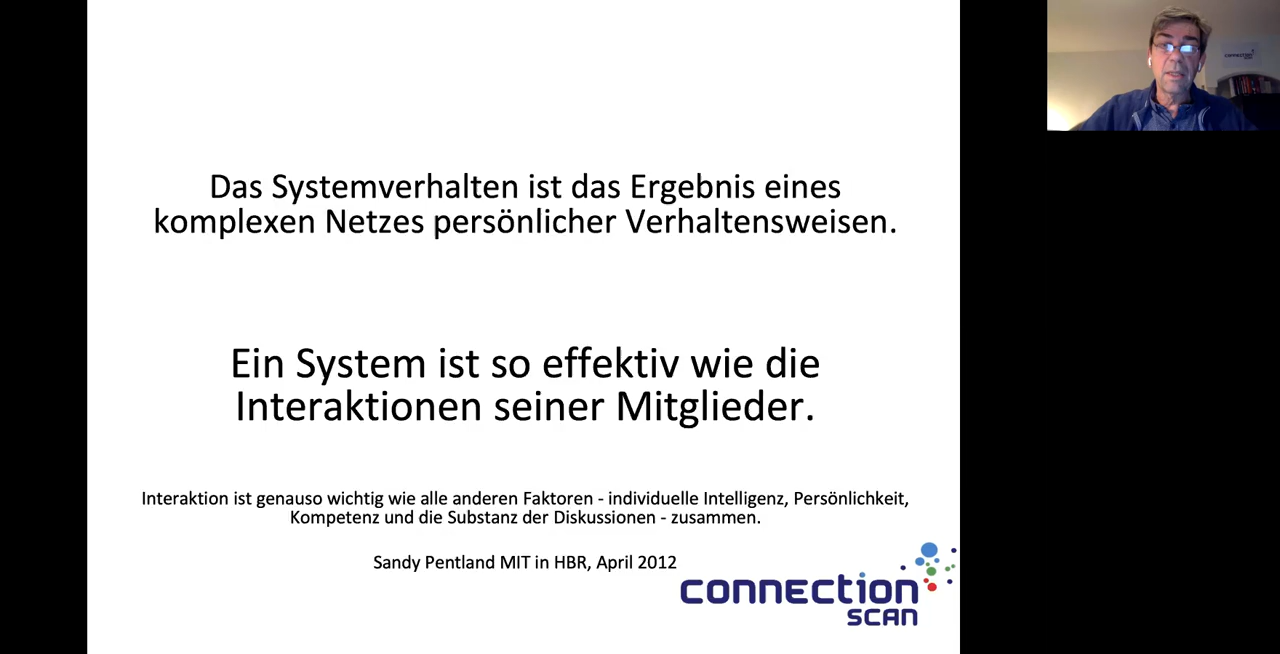 Das Systemverhalten ist das Ergebnis eines
komplexen Netzes persönlicher Verhaltensweisen.
Ein System ist so effektiv wie die
Interaktionen seiner Mitglieder.
Interaktion ist genauso wichtig wie alle anderen Faktoren - individuelle Intelligenz, Persönlichkeit,
Kompetenz und die Substanz der Diskussionen - zusammen.
Sandy Pentland MIT in HBR, April 2012
connection
scan
connection
scan